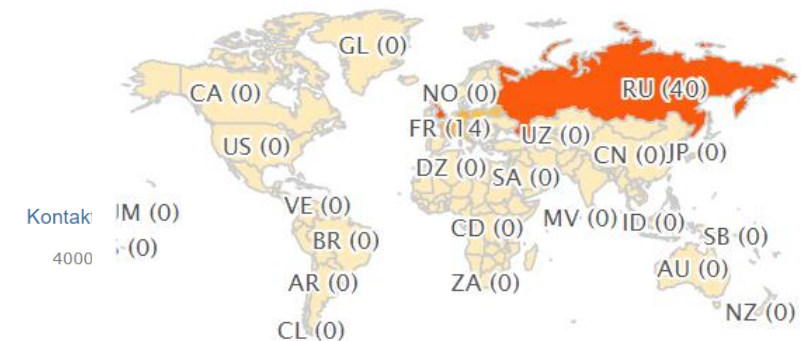 GL (0)
CA (0)
NO (0)
RU (40)
FR (14)
UZ (0)
US (0)
CN (0)
JP (0)
DZ (0)
SA (0)
Kontak
M (0)
VE (0)
MV (0)
ID (0)
CD (0)
SB (0)
BR (0)
(0)
4000
AU (0)
AR (0)
ZA (0)
NZ (0)
CL (0)